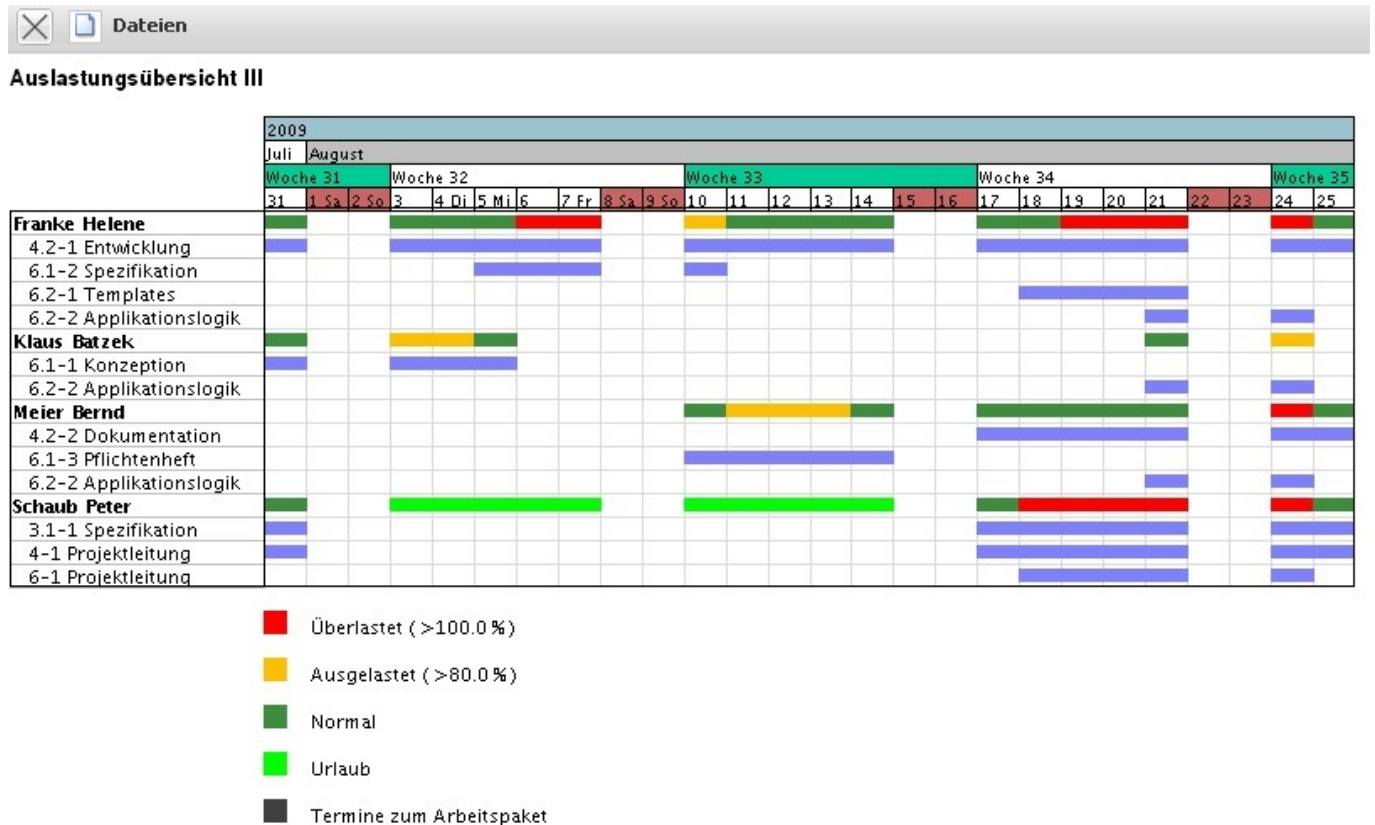 Dateien
Auslastungsübersicht III
2009
Juli August
Woche 31 Woche 32 Woche 33 Woche 34 Woche 35
31 1 Sa 2 So 3 4 Di 5 Mi 6 7 Fr 8 Sa 9 So 10 11 12 13 14 15 16 17 18 19 20 21 22 23 24 25
Franke Helene
4.2-1 Entwicklung
6.1-2 Spezifikation
6.2-1 Templates
6.2-2 Applikationslogik
Klaus Batzek
6.1-1 Konzeption
6.2-2 Applikationslogik
Meier Bernd
4.2-2 Dokumentation
6.1-3 Pflichtenheft
6.2-2 Applikationslogik
Schaub Peter
3.1-1 Spezifikation
4-1 Projektleitung
6-1 Projektleitung
Überlastet (>100.0%)
Ausgelastet (>80.0%)
Normal
Urlaub
Termine zum Arbeitspaket